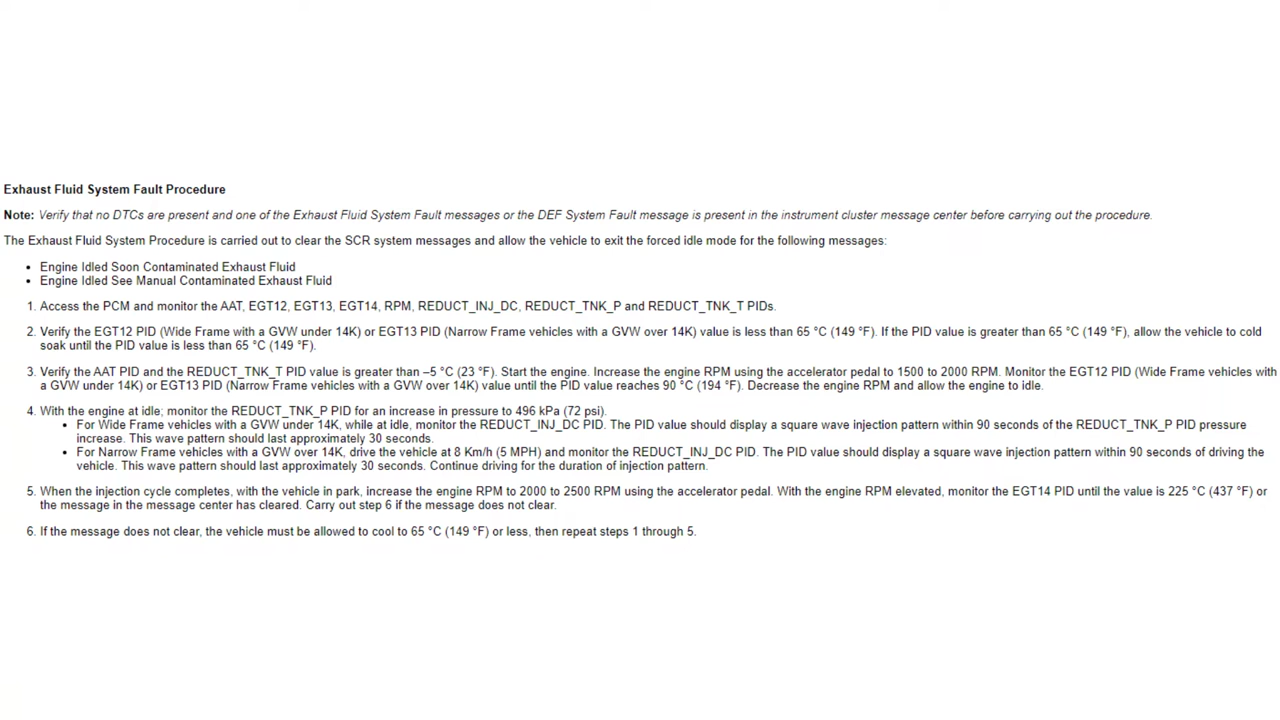 Exhaust Fluid System Fault Procedure
Note: Verify that no DTCs are present and one of the Exhaust Fluid System Fault messages or the DEF System Fault message is present in the instrument cluster message center before carrying out the procedure.
The Exhaust Fluid System Procedure is carried out to clear the SCR system messages and allow the vehicle to exit the forced idle mode for the following messages:
• Engine Idled Soon Contaminated Exhaust Fluid
• Engine Idled See Manual Contaminated Exhaust Fluid
1. Access the PCM and monitor the AAT, EGT12, EGT13, EGT14, RPM, REDUCT_INJ_DC, REDUCT_TNK_P and REDUCT_TNK_T PIDs.
2. Verify the EGT12 PID (Wide Frame with a GVW under 14K) or EGT13 PID (Narrow Frame vehicles with a GVW over 14K) value is less than 65 °C (149 °F). If the PID value is greater than 65 °C (149 °F), allow the vehicle to cold
soak until the PID value is less than 65 °C (149 °F).
3. Verify the AAT PID and the REDUCT_TNK_T PID value is greater than –5 °C (23 °F). Start the engine. Increase the engine RPM using the accelerator pedal to 1500 to 2000 RPM. Monitor the EGT12 PID (Wide Frame vehicles with
a GVW under 14K) or EGT13 PID (Narrow Frame vehicles with a GVW over 14K) value until the PID value reaches 90 °C (194 °F). Decrease the engine RPM and allow the engine to idle.
4. With the engine at idle; monitor the REDUCT_TNK_P PID for an increase in pressure to 496 kPa (72 psi).
• For Wide Frame vehicles with a GVW under 14K, while at idle, monitor the REDUCT_INJ_DC PID. The PID value should display a square wave injection pattern within 90 seconds of the REDUCT_TNK_P PID pressure
increase. This wave pattern should last approximately 30 seconds.
• For Narrow Frame vehicles with a GVW over 14K, drive the vehicle at 8 Km/h (5 MPH) and monitor the REDUCT_INJ_DC PID. The PID value should display a square wave injection pattern within 90 seconds of driving the
vehicle. This wave pattern should last approximately 30 seconds. Continue driving for the duration of injection pattern.
5. When the injection cycle completes, with the vehicle in park, increase the engine RPM to 2000 to 2500 RPM using the accelerator pedal. With the engine RPM elevated, monitor the EGT14 PID until the value is 225 °C (437 °F) or
the message in the message center has cleared. Carry out step 6 if the message does not clear.
6. If the message does not clear, the vehicle must be allowed to cool to 65 °C (149 °F) or less, then repeat steps 1 through 5.